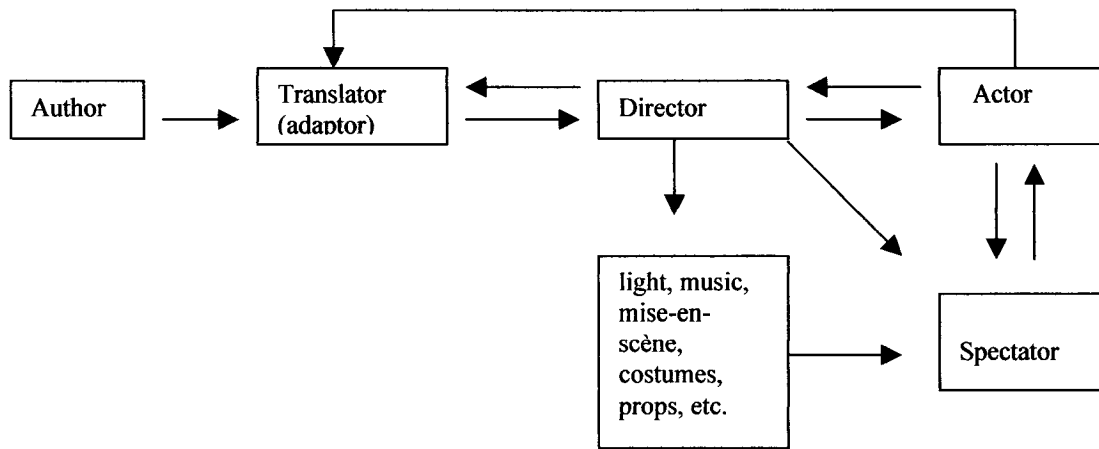 Author
Translator
(adaptor)
Director
Actor
light, music,
mise-en-
scène,
costumes,
props, etc.
Spectator